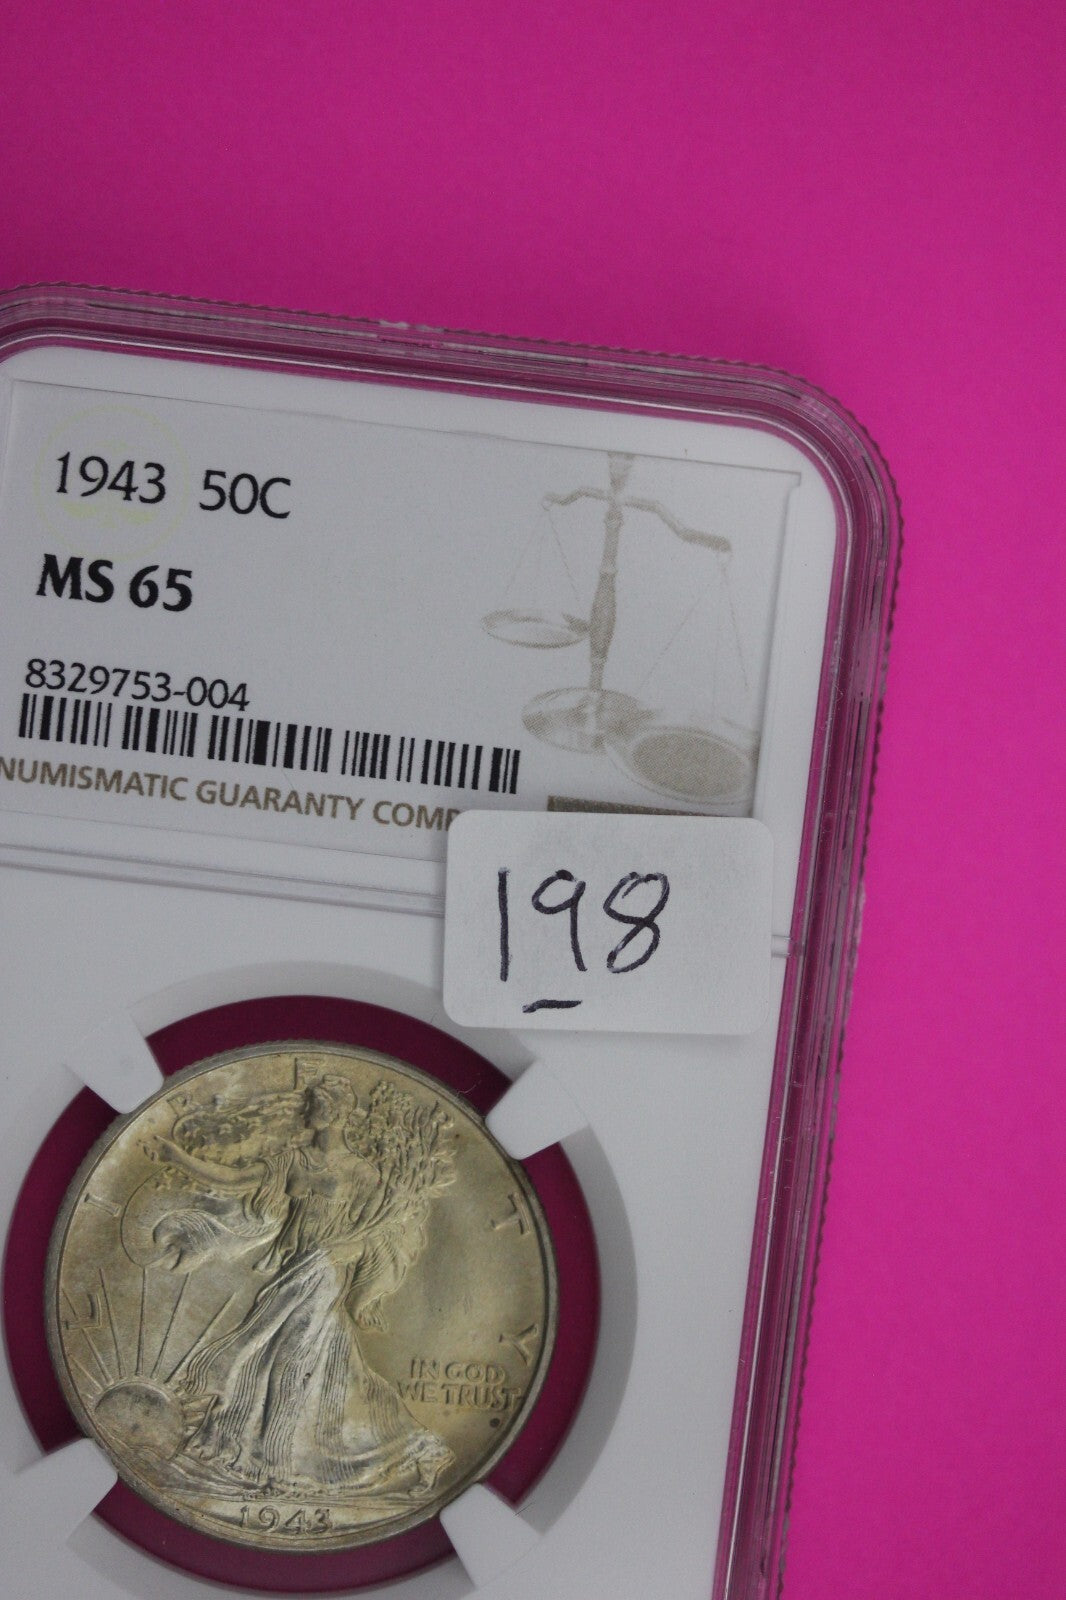 1943 50C
MS 65
8329753-004
NUMISMATIC GUARANTY COMP
198
LIBERTY
IN GOD
WE TRUST
1943